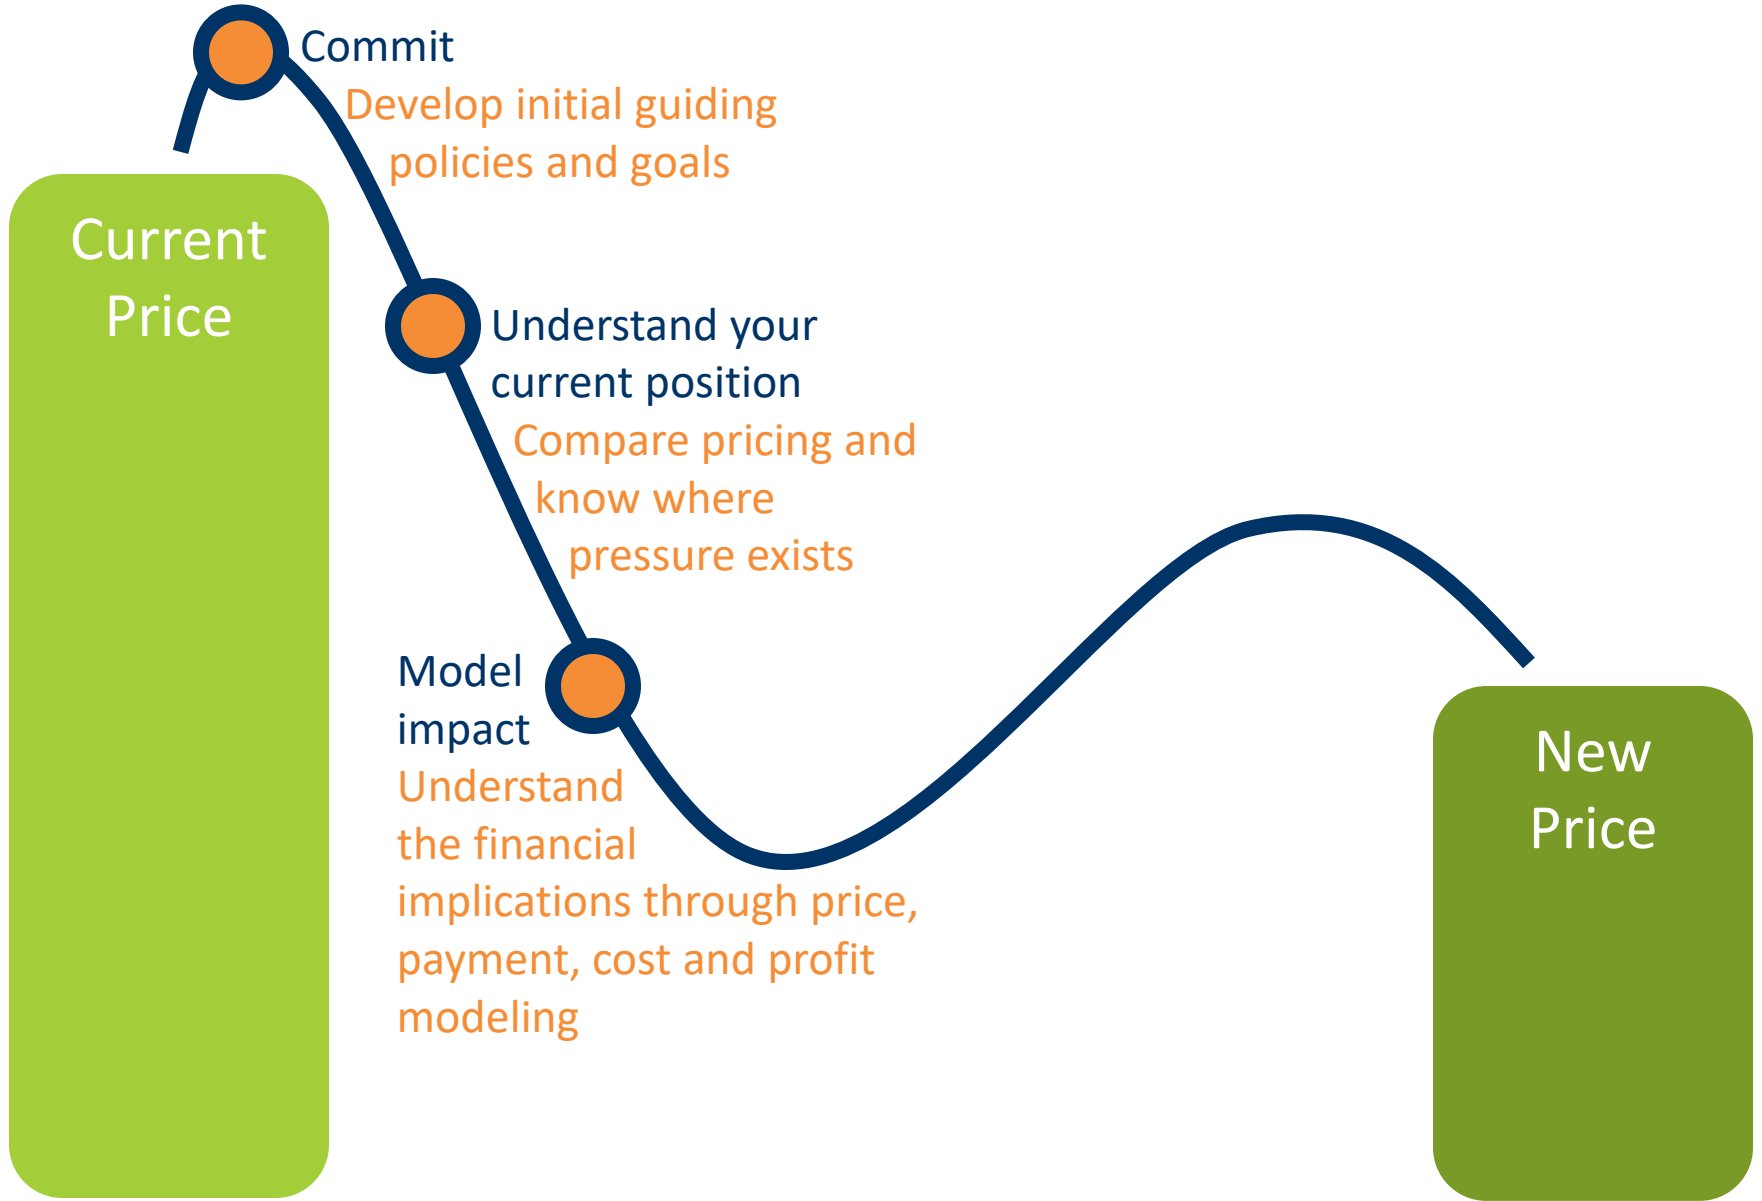 Commit
Develop initial guiding
policies and goals
Current
Price
Understand your
current position
Compare pricing and
know where
pressure exists
Model
impact
Understand
the financial
implications through price,
payment, cost and profit
modeling
New
Price